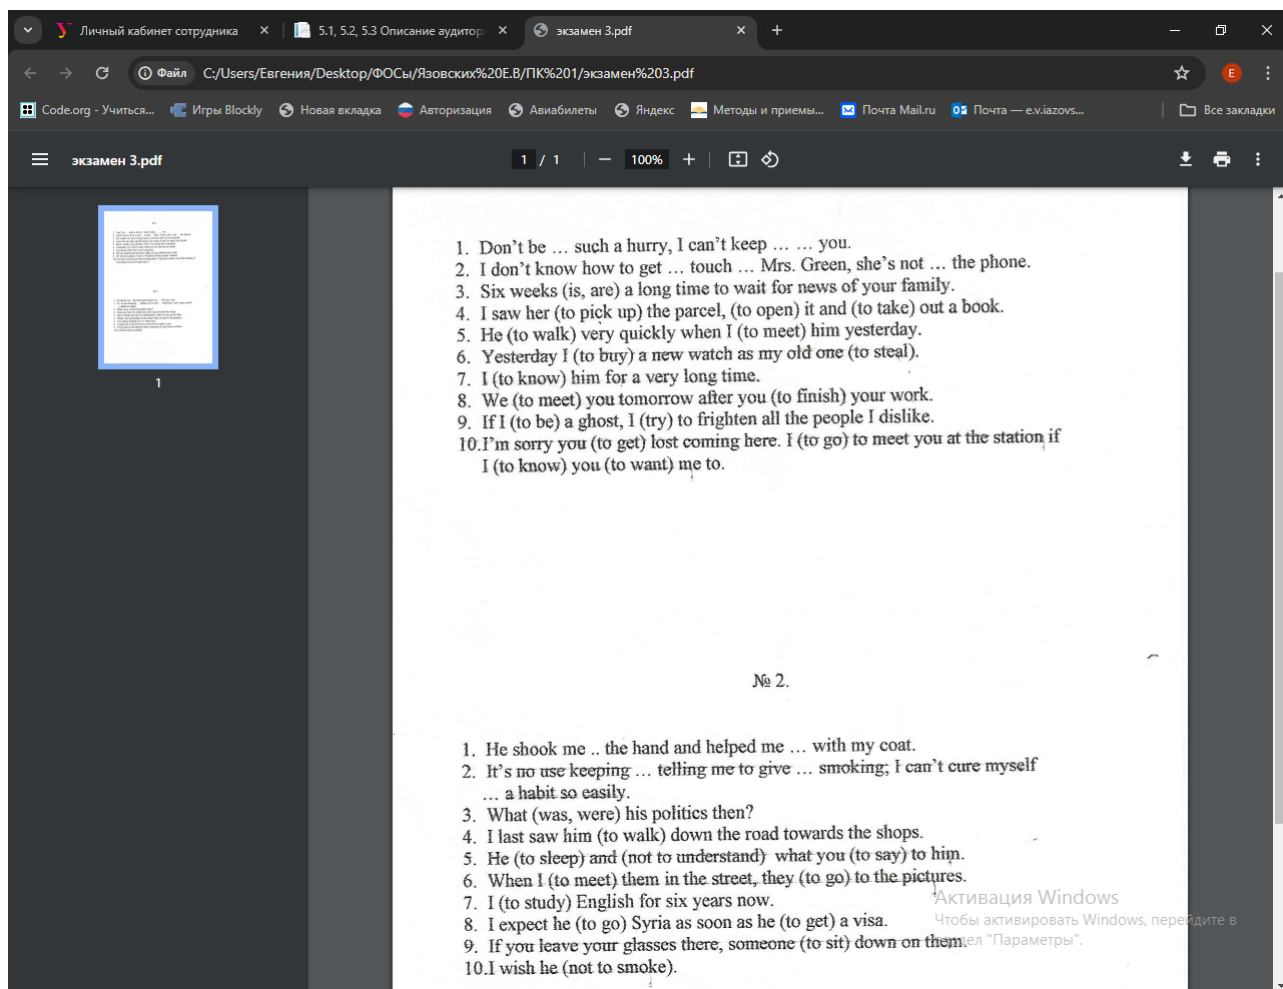 Личный кабинет сотрудника
5.1, 5.2, 5.3 Описание аудитор
экзамен 3.pdf
Файл C:/Users/Евгения/Desktop/ФОСы/Язовских%20Е.В/ПК%201/экзамен%203.pdf
E
Code.org - Учиться... Игры Blockly Новая вкладка Авторизация Авиабилеты Яндекс Методы и приемы... Почта Mail.ru Почта — e.v.iazovs... Все закладки
экзамен 3.pdf 1 / 1 100%
1
1. Don't be ... such a hurry, I can't keep ... ... you.
2. I don't know how to get ... touch ... Mrs. Green, she's not ... the phone.
3. Six weeks (is, are) a long time to wait for news of your family.
4. I saw her (to pick up) the parcel, (to open) it and (to take) out a book.
5. He (to walk) very quickly when I (to meet) him yesterday.
6. Yesterday I (to buy) a new watch as my old one (to steal).
7. I (to know) him for a very long time.
8. We (to meet) you tomorrow after you (to finish) your work.
9. If I (to be) a ghost, I (try) to frighten all the people I dislike.
10.I'm sorry you (to get) lost coming here. I (to go) to meet you at the station if
I (to know) you (to want) me to.
№ 2.
1. He shook me .. the hand and helped me ... with my coat.
2. It's no use keeping ... telling me to give ... smoking; I can't cure myself
... a habit so easily.
3. What (was, were) his politics then?
4. I last saw him (to walk) down the road towards the shops.
5. He (to sleep) and (not to understand) what you (to say) to him.
6. When I (to meet) them in the street, they (to go) to the pictures.
7. I (to study) English for six years now.
8. I expect he (to go) Syria as soon as he (to get) a visa.
9. If you leave your glasses there, someone (to sit) down on them.
10.I wish he (not to smoke).
Активация Windows
Чтобы активировать Windows, перейдите в
раздел "Параметры".